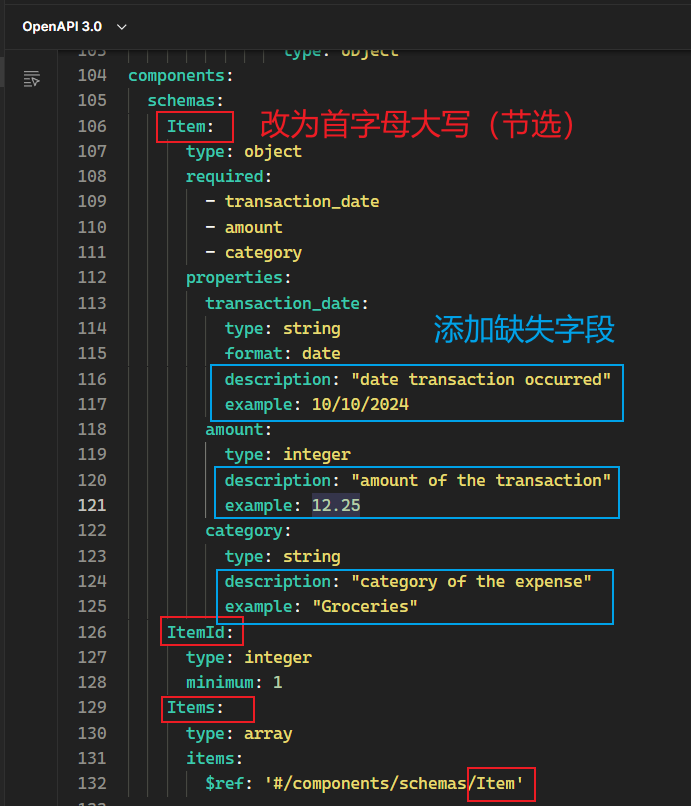 OpenAPI 3.0
103 type: object
104 components:
105 schemas:
106 Item: 改为首字母大写（节选）
107 type: object
108 required:
109 - transaction_date
110 - amount
111 - category
112 properties:
113 transaction_date:
114 type: string 添加缺失字段
115 format: date
116 description: "date transaction occurred"
117 example: 10/10/2024
118 amount:
119 type: integer
120 description: "amount of the transaction"
121 example: 12.25
122 category:
123 type: string
124 description: "category of the expense"
125 example: "Groceries"
126 ItemId:
127 type: integer
128 minimum: 1
129 Items:
130 type: array
131 items:
132 $ref: '#/components/schemas/Item'